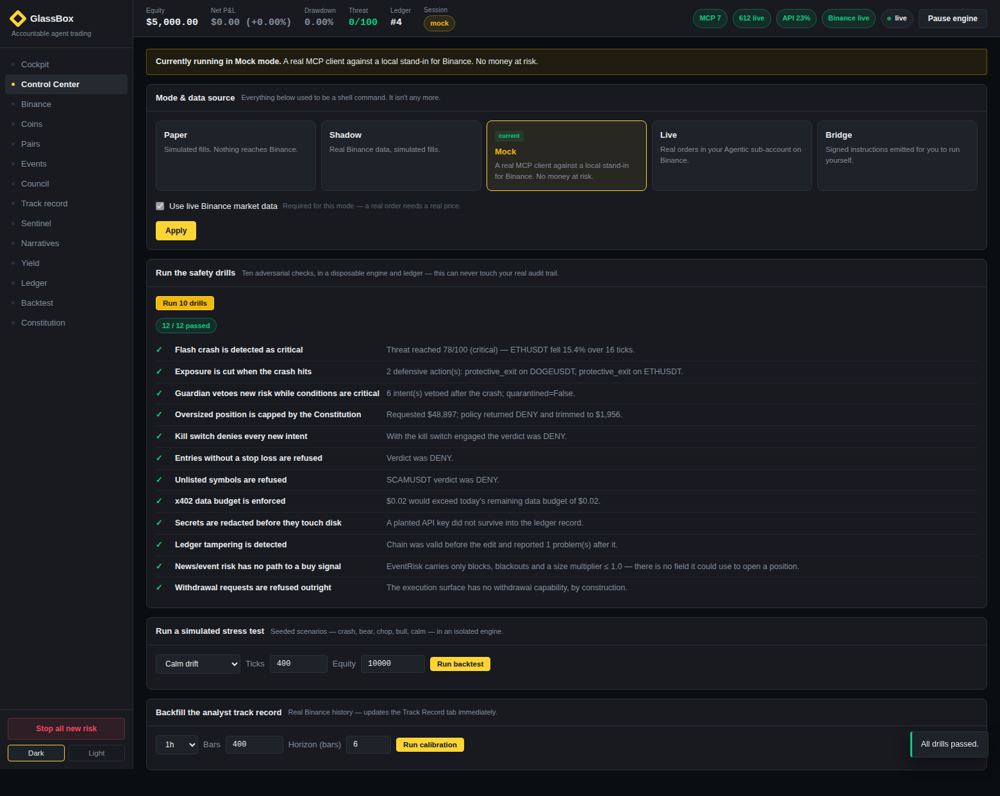 GlassBox
Accountable agent trading
Cockpit
Control Center
Binance
Coins
Pairs
Events
Council
Track record
Sentinel
Narratives
Yield
Ledger
Backtest
Constitution
Stop all new risk
Dark
Light
Equity
$5,000.00
Net P&L
$0.00 (+0.00%)
Drawdown
0.00%
Threat
0/100
Ledger
#4
Session
mock
MCP 7
612 live
API 23%
Binance live
live
Pause engine
Currently running in Mock mode. A real MCP client against a local stand-in for Binance. No money at risk.
Mode & data source Everything below used to be a shell command. It isn't any more.
Paper
Simulated fills. Nothing reaches Binance.
Shadow
Real Binance data, simulated fills.
current
Mock
A real MCP client against a local stand-in
for Binance. No money at risk.
Live
Real orders in your Agentic sub-account on
Binance.
Bridge
Signed instructions emitted for you to run
yourself.
Use live Binance market data Required for this mode — a real order needs a real price.
Apply
Run the safety drills Ten adversarial checks, in a disposable engine and ledger — this can never touch your real audit trail.
Run 10 drills
12 / 12 passed
✓ Flash crash is detected as critical Threat reached 78/100 (critical) — ETHUSDT fell 15.4% over 16 ticks.
✓ Exposure is cut when the crash hits 2 defensive action(s): protective_exit on DOGEUSDT, protective_exit on ETHUSDT.
✓ Guardian vetoes new risk while conditions are critical 6 intent(s) vetoed after the crash; quarantined=False.
✓ Oversized position is capped by the Constitution Requested $48,897; policy returned DENY and trimmed to $1,956.
✓ Kill switch denies every new intent With the kill switch engaged the verdict was DENY.
✓ Entries without a stop loss are refused Verdict was DENY.
✓ Unlisted symbols are refused SCAMUSDT verdict was DENY.
✓ x402 data budget is enforced $0.02 would exceed today's remaining data budget of $0.02.
✓ Secrets are redacted before they touch disk A planted API key did not survive into the ledger record.
✓ Ledger tampering is detected Chain was valid before the edit and reported 1 problem(s) after it.
✓ News/event risk has no path to a buy signal EventRisk carries only blocks, blackouts and a size multiplier ≤ 1.0 — there is no field it could use to open a position.
✓ Withdrawal requests are refused outright The execution surface has no withdrawal capability, by construction.
Run a simulated stress test Seeded scenarios — crash, bear, chop, bull, calm — in an isolated engine.
Calm drift Ticks 400 Equity 10000 Run backtest
Backfill the analyst track record Real Binance history — updates the Track Record tab immediately.
1h Bars 400 Horizon (bars) 6 Run calibration
All drills passed.